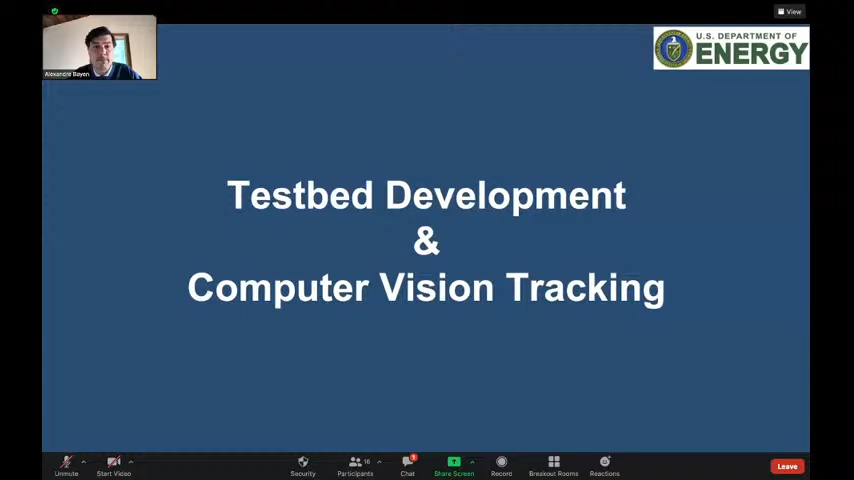 View
Alexandre Bayen
U.S. DEPARTMENT OF
ENERGY
Testbed Development
&
Computer Vision Tracking
Unmute
Start Video
Security
Participants
16
Chat
Share Screen
Record
Breakout Rooms
Reactions
Leave